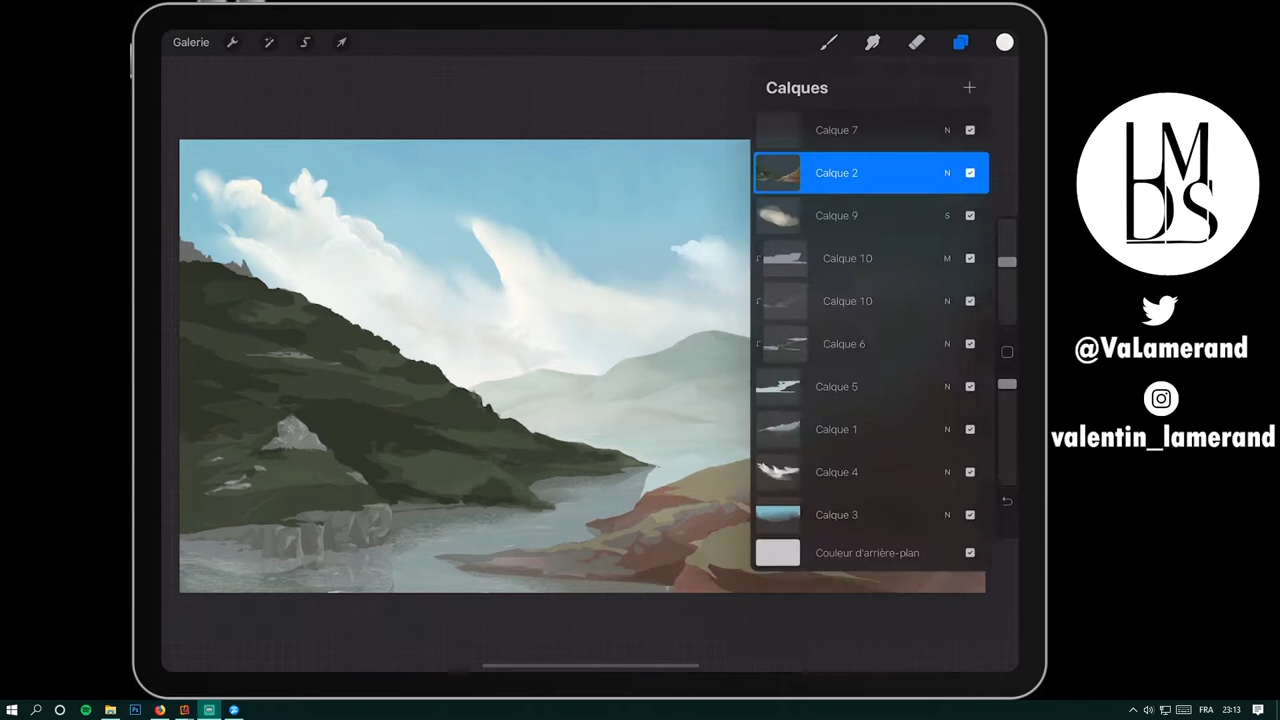 Galerie
Calques
Calque 7 N
Calque 2 N
Calque 9 S
Calque 10 M
Calque 10 N
Calque 6 N
Calque 5 N
Calque 1 N
Calque 4 N
Calque 3 N
Couleur d'arrière-plan
LMDS
@VaLamerand
valentin_lamerand
FRA
23:13